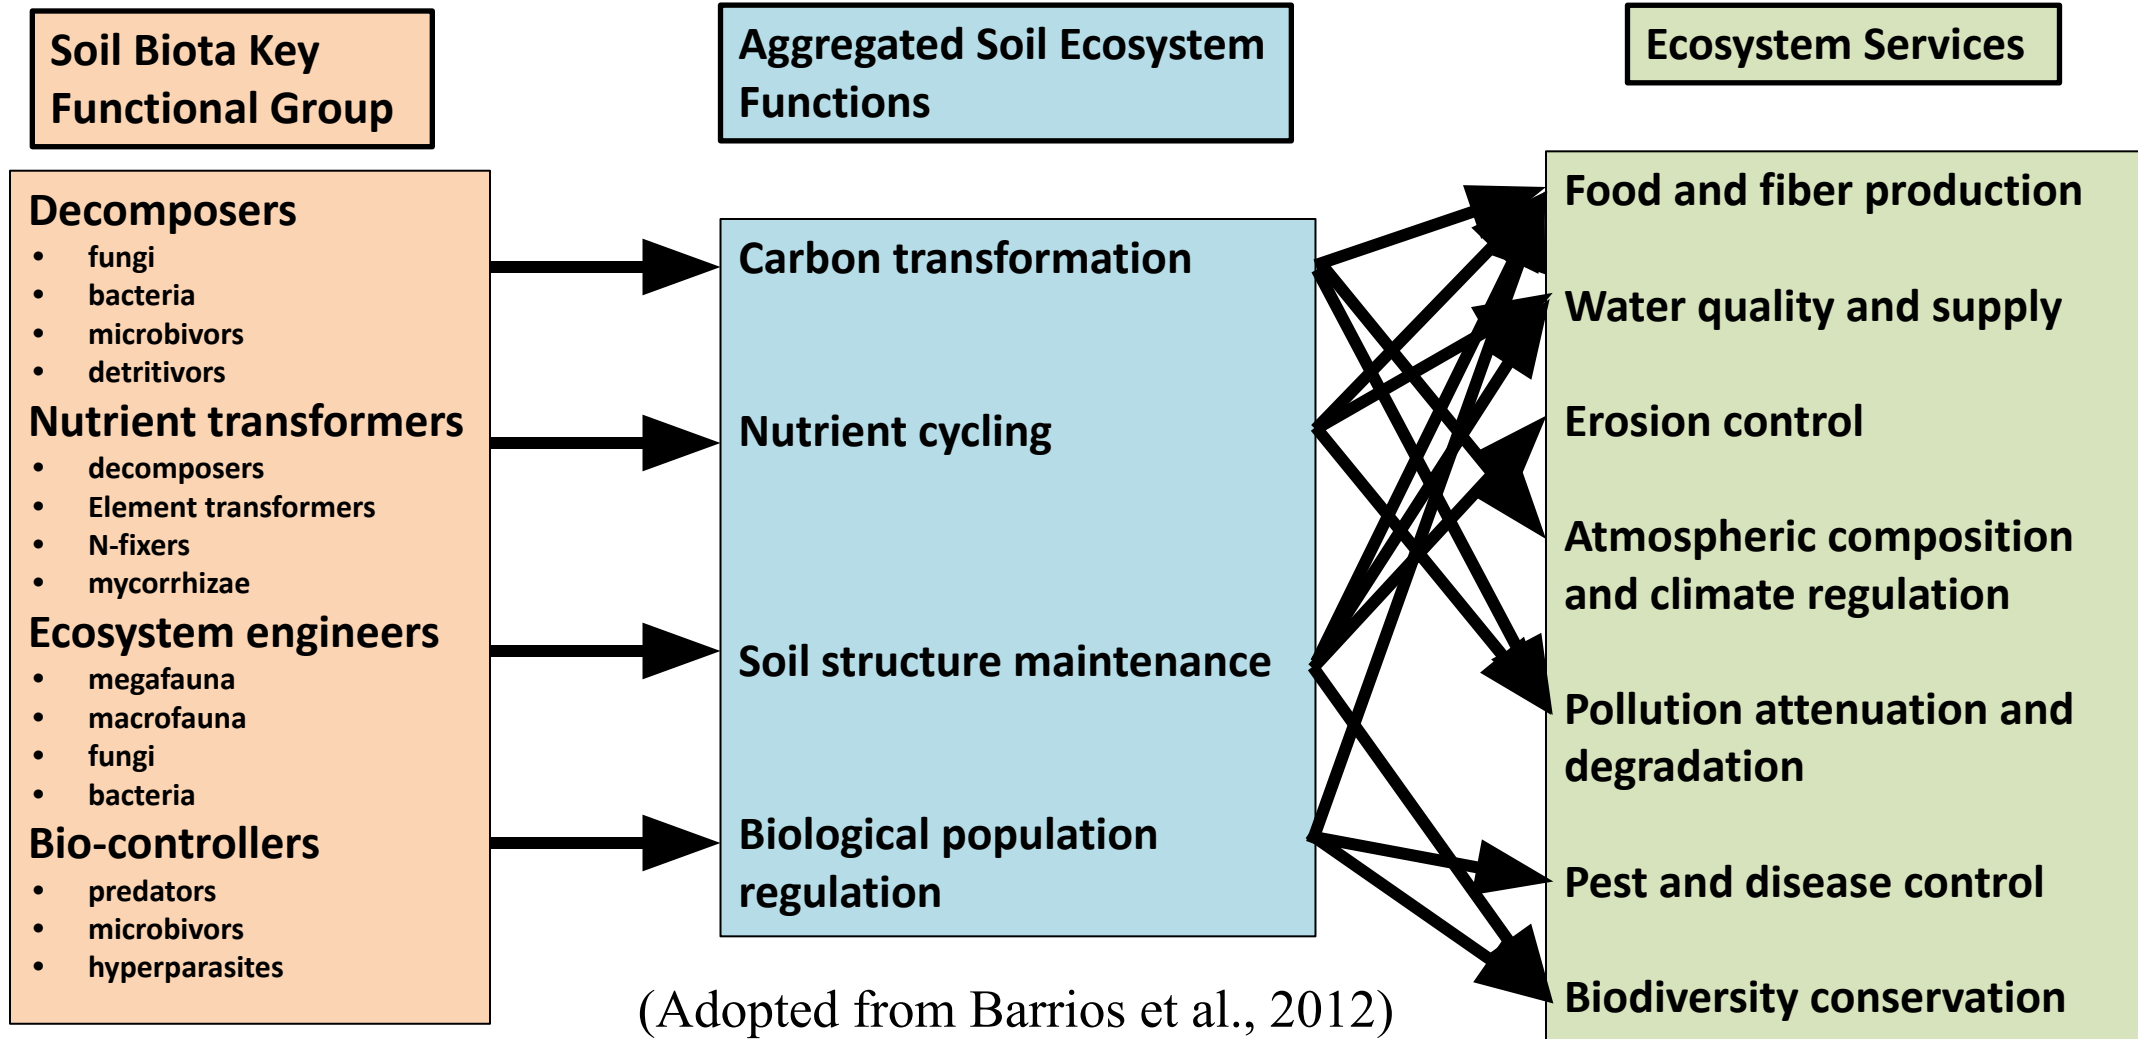 Soil Biota Key
Functional Group
Decomposers
• fungi
• bacteria
• microbivors
• detritivors
Nutrient transformers
• decomposers
• Element transformers
• N-fixers
• mycorrhizae
Ecosystem engineers
• megafauna
• macrofauna
• fungi
• bacteria
Bio-controllers
• predators
• microbivors
• hyperparasites
Aggregated Soil Ecosystem
Functions
Carbon transformation
Nutrient cycling
Soil structure maintenance
Biological population
regulation
Ecosystem Services
Food and fiber production
Water quality and supply
Erosion control
Atmospheric composition
and climate regulation
Pollution attenuation and
degradation
Pest and disease control
Biodiversity conservation
(Adopted from Barrios et al., 2012)